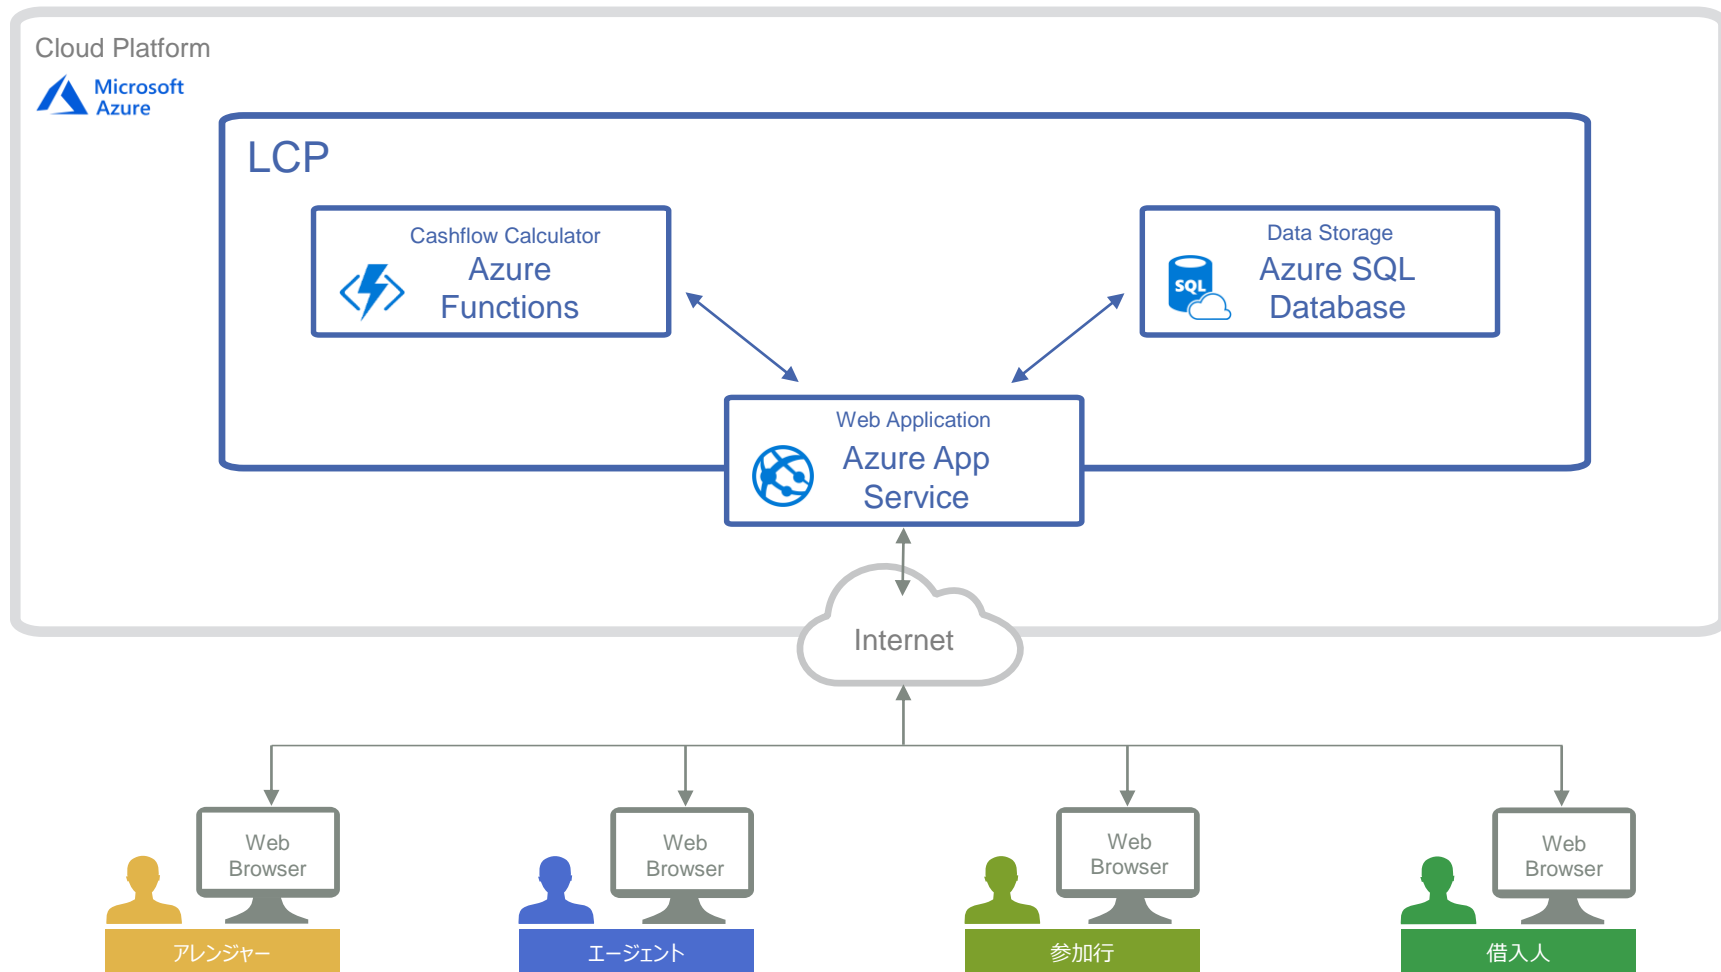 Cloud Platform
Microsoft
Azure
LCP
Cashflow Calculator
Azure
Functions
Data Storage
Azure SQL
Database
SQL
Web Application
Azure App
Service
Internet
Web
Browser
Web
Browser
Web
Browser
Web
Browser
アレンジャー
エージェント
参加行
借入人